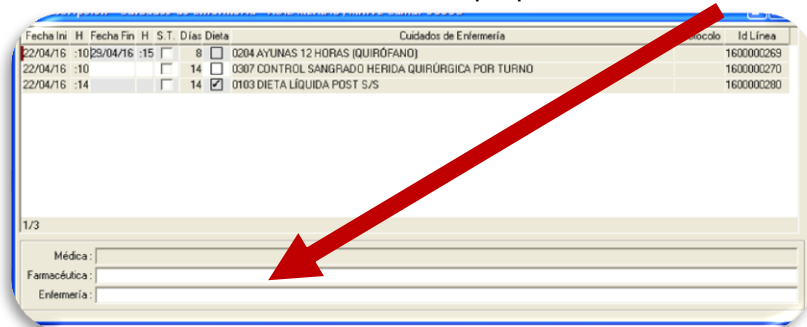 Fecha Ini H Fecha Fin H S.T. Días Dieta Cuidados de Enfermería Id Línea
22/04/16 :10 29/04/16 :15 8 0204 AYUNAS 12 HORAS (QUIRÓFANO) 1600000269
22/04/16 :10 14 0307 CONTROL SANGRADO HERIDA QUIRÚRGICA POR TURNO 1600000270
22/04/16 :14 14 0103 DIETA LÍQUIDA POST S/S 1600000280
1/3
Médica :
Farmacéutica :
Enfermería :